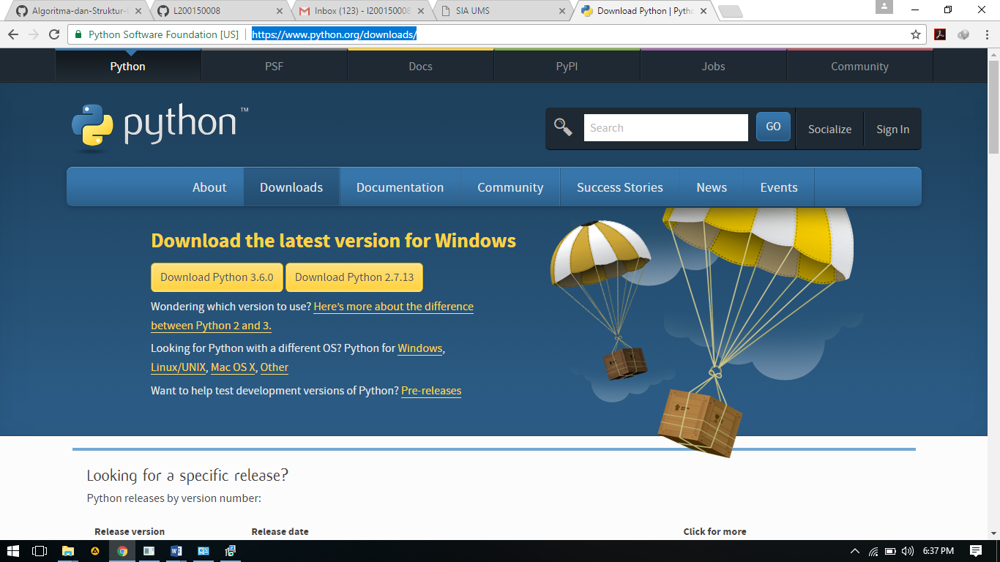 Algoritma-dan-Struktur-
L200150008
Inbox (123) - l200150008
SIA UMS
Download Python | Pytho
Python Software Foundation [US]
https://www.python.org/downloads/
Python
PSF
Docs
PyPI
Jobs
Community
python™
Search
GO
Socialize
Sign In
About
Downloads
Documentation
Community
Success Stories
News
Events
Download the latest version for Windows
Download Python 3.6.0
Download Python 2.7.13
Wondering which version to use? Here's more about the difference
between Python 2 and 3.
Looking for Python with a different OS? Python for Windows,
Linux/UNIX, Mac OS X, Other
Want to help test development versions of Python? Pre-releases
Looking for a specific release?
Python releases by version number:
Release version
Release date
Click for more
6:37 PM